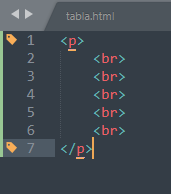 tabla.html
1 <p>
2 <br>
3 <br>
4 <br>
5 <br>
6 <br>
7 </p>